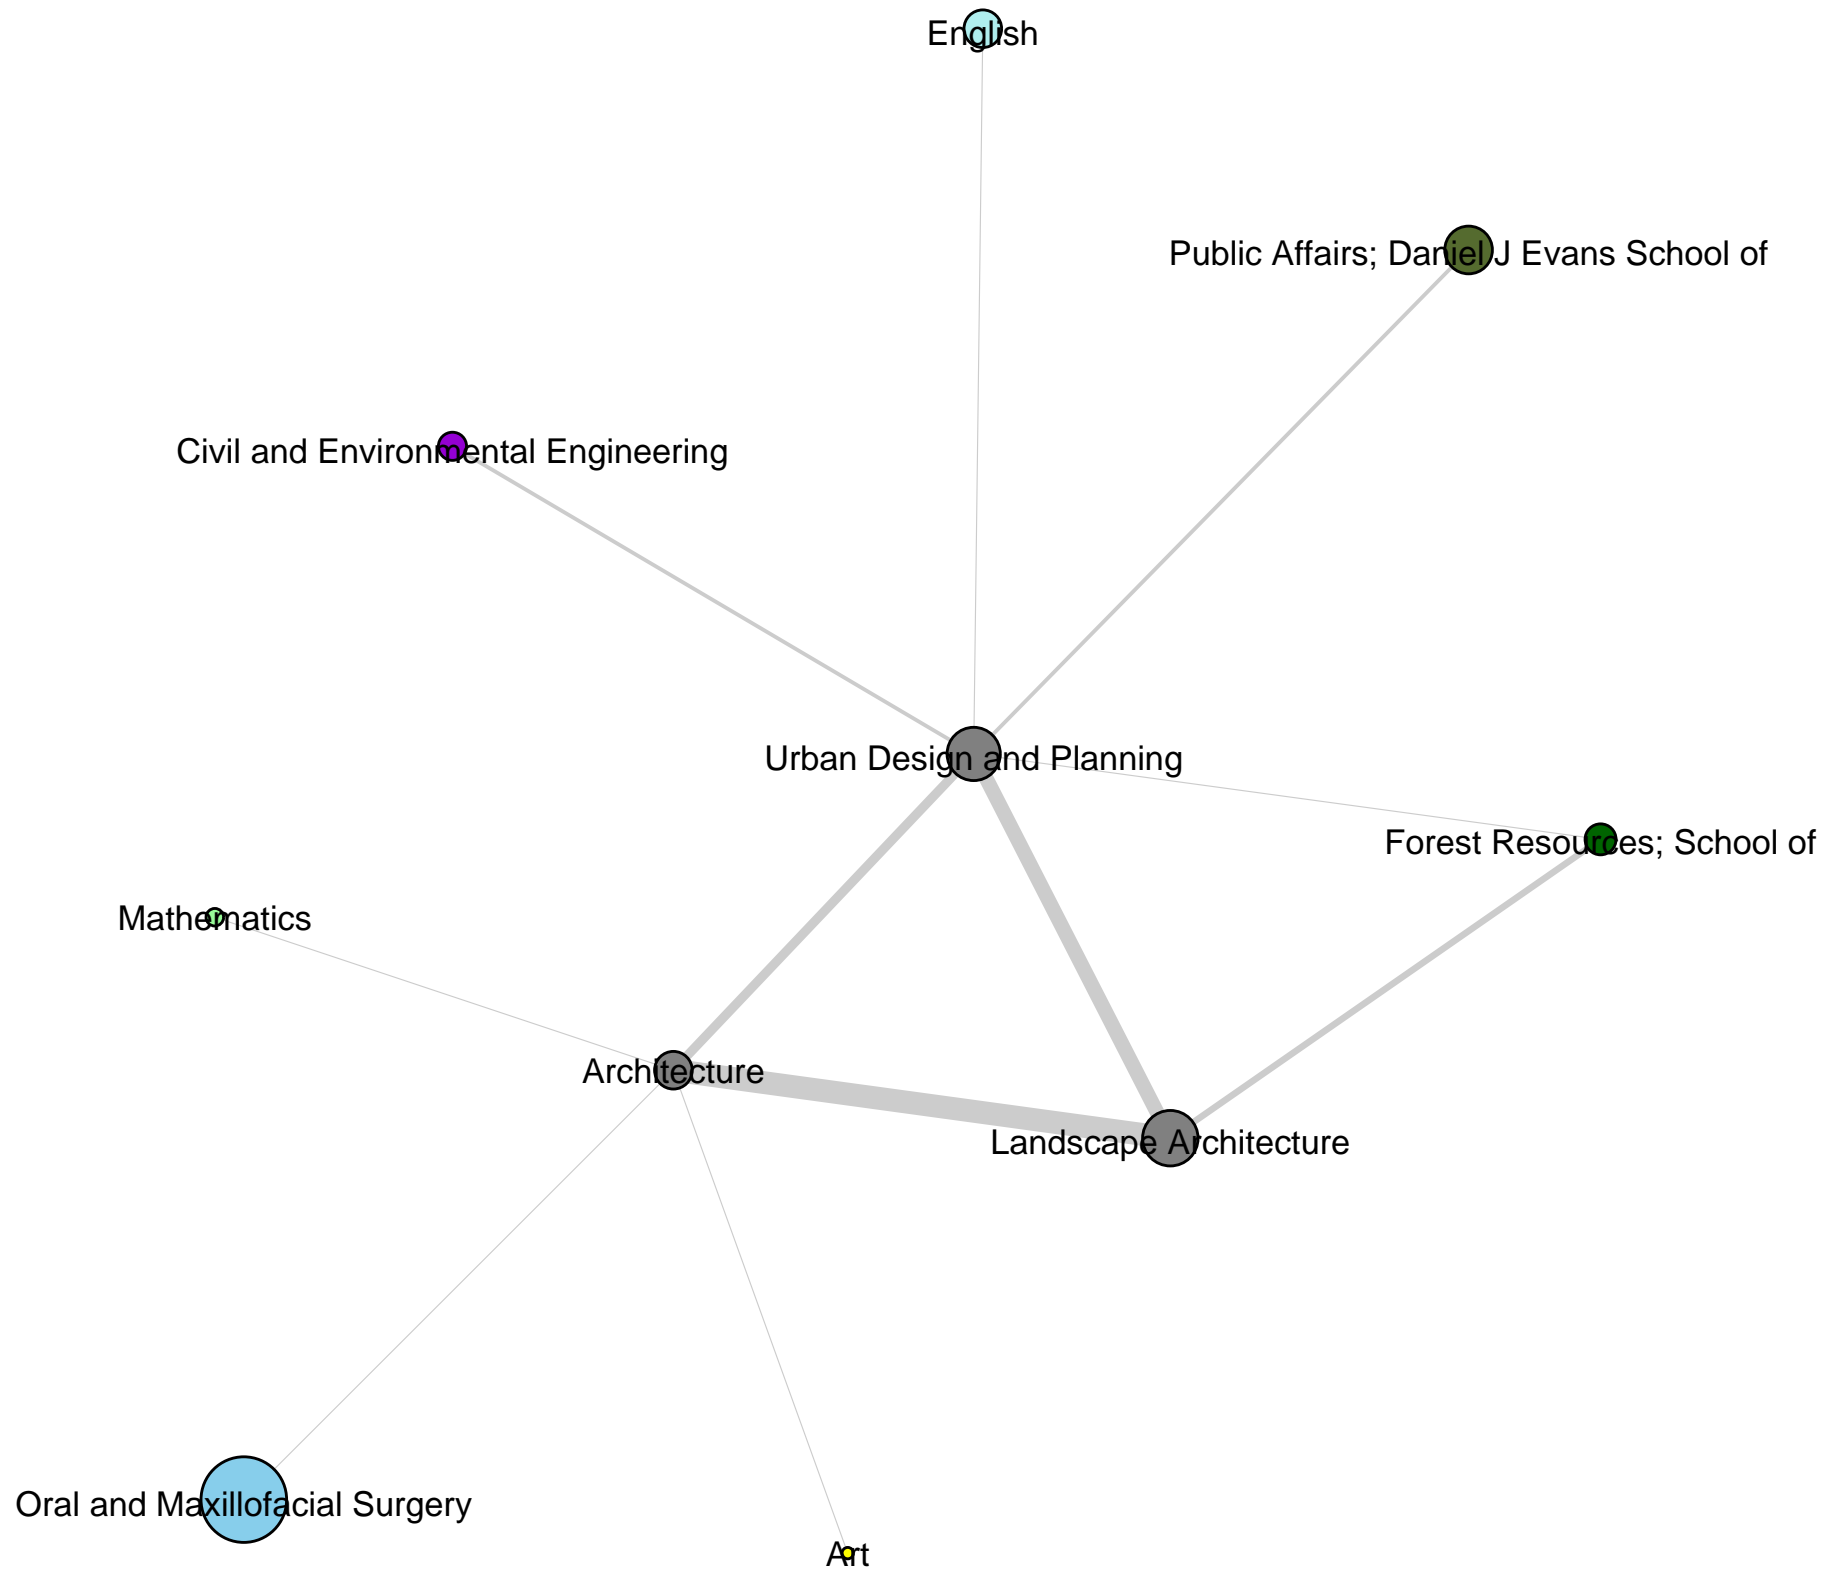 English
Public Affairs; Daniel J Evans School of
Civil and Environmental Engineering
Urban Design and Planning
Forest Resources; School of
Mathematics
Architecture
Landscape Architecture
Oral and Maxillofacial Surgery
Art